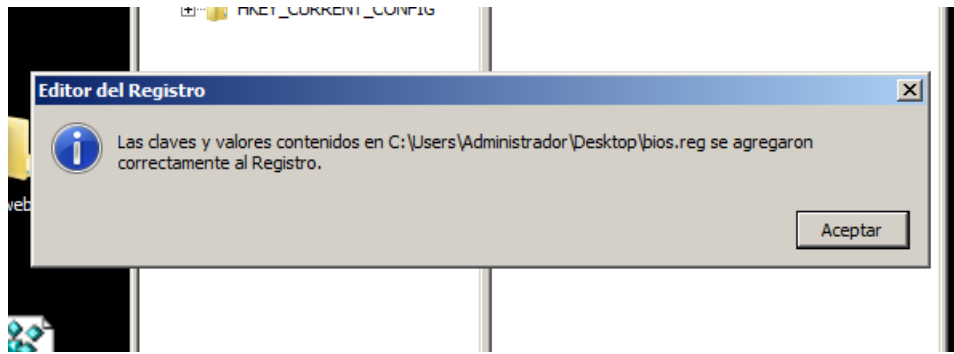 HKEY_CURRENT_CONFIG
Editor del Registro
Las claves y valores contenidos en C:\Users\Administrador\Desktop\bios.reg se agregaron
correctamente al Registro.
web
Aceptar